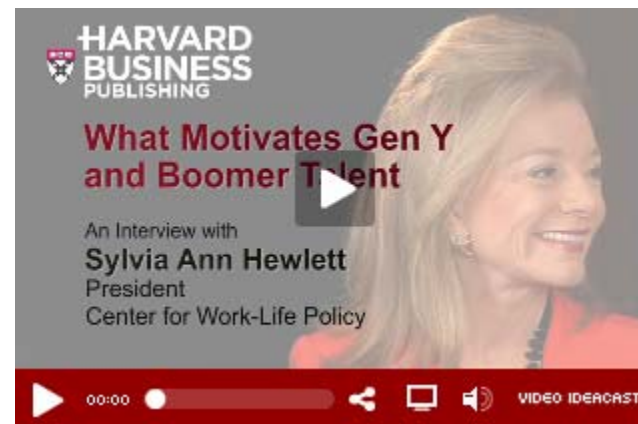 HARVARD
BUSINESS
PUBLISHING
What Motivates Gen Y
and Boomer Talent
An Interview with
Sylvia Ann Hewlett
President
Center for Work-Life Policy
00:00
VIDEO IDEACAST